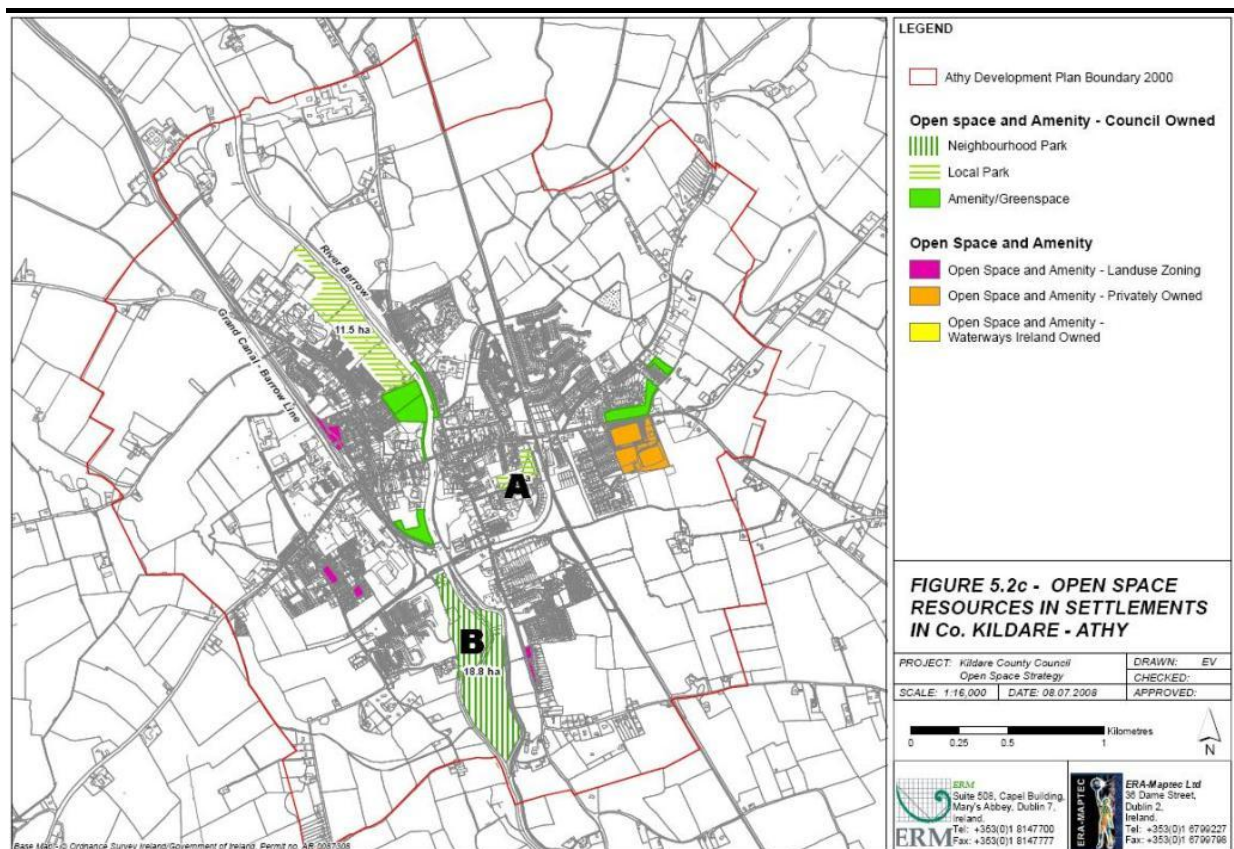 River Barrow
Grand Canal - Barrow Line
11.5 ha
A
B
18.8 ha
LEGEND
Athy Development Plan Boundary 2000
Open space and Amenity - Council Owned
Neighbourhood Park
Local Park
Amenity/Greenspace
Open Space and Amenity
Open Space and Amenity - Landuse Zoning
Open Space and Amenity - Privately Owned
Open Space and Amenity -
Waterways Ireland Owned
FIGURE 5.2c - OPEN SPACE
RESOURCES IN SETTLEMENTS
IN Co. KILDARE - ATHY
PROJECT: Kildare County Council
Open Space Strategy
DRAWN: EV
CHECKED:
SCALE: 1:16,000
DATE: 08.07.2008
APPROVED:
0 0.25 0.5 1 Kilometres
N
ERM
ERM
Suite 508, Capel Building,
Mary's Abbey, Dublin 7,
Ireland.
Tel: +353(0)1 8147700
Fax: +353(0)1 8147777
ERA-MAPTEC
ERA-Maptec Ltd
36 Dame Street,
Dublin 2,
Ireland.
Tel: +353(0)1 6799227
Fax: +353(0)1 6799798
Base Map - © Ordnance Survey Ireland/Government of Ireland. Permit no. AR